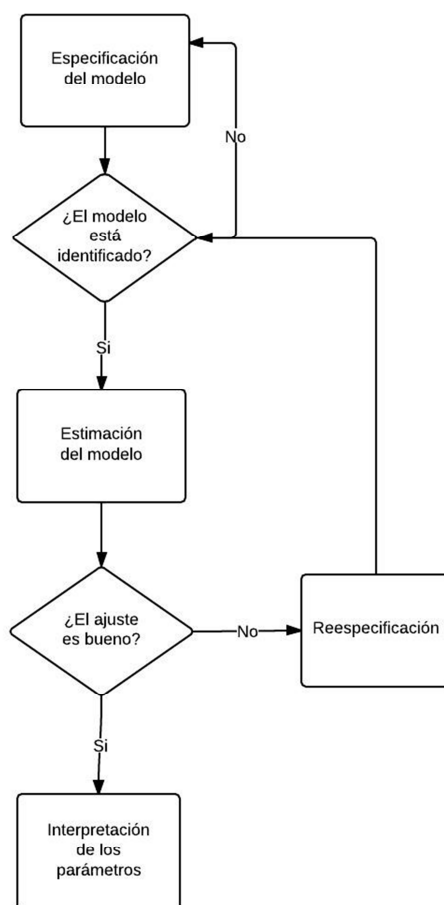 Especificación
del modelo
No
¿El modelo
está
identificado?
Si
Estimación
del modelo
¿El ajuste
es bueno?
No
Reespecificación
Si
Interpretación
de los
parámetros